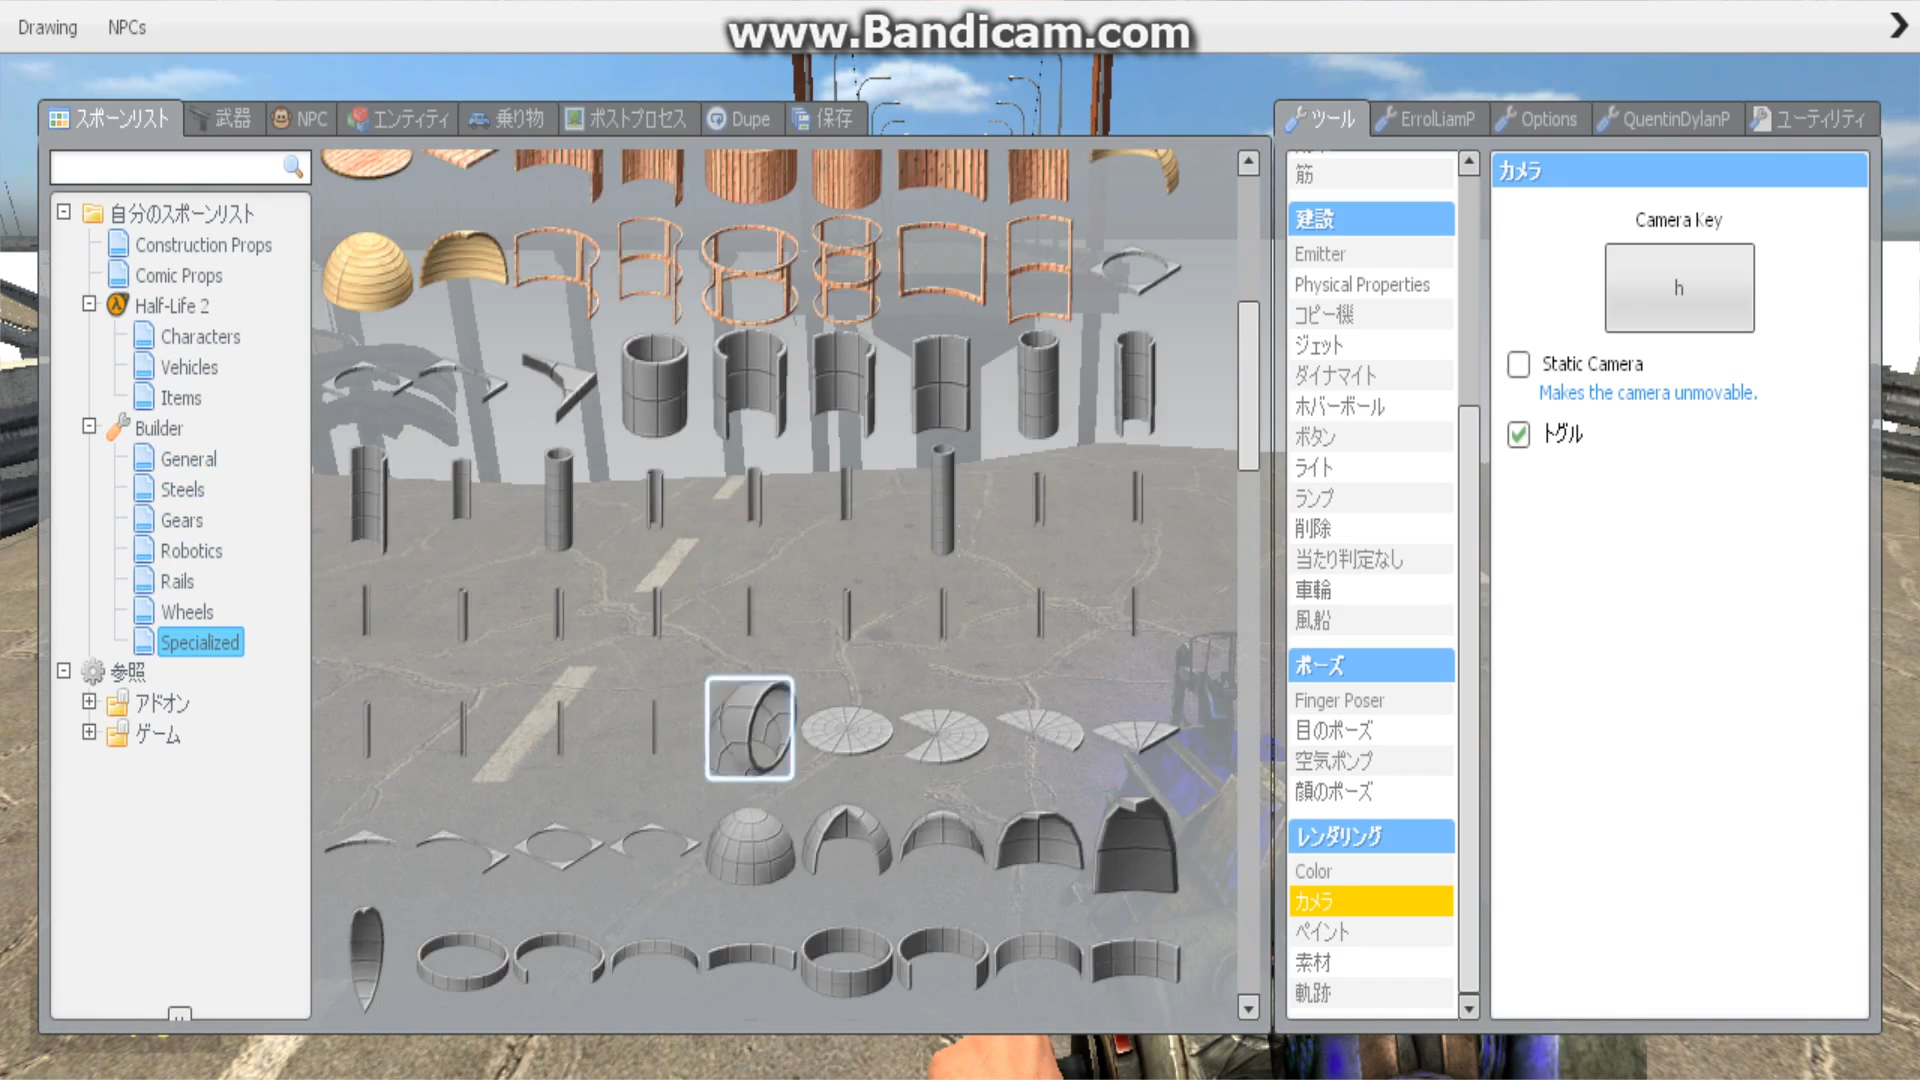 Drawing NPCs
www.Bandicam.com
スポーンリスト 武器 NPC エンティティ 乗り物 ポストプロセス Dupe 保存
自分のスポーンリスト
Construction Props
Comic Props
Half-Life 2
Characters
Vehicles
Items
Builder
General
Steels
Gears
Robotics
Rails
Wheels
Specialized
参照
アドオン
ゲーム
ツール ErrolLiamP Options QuentinDylanP ユーティリティ
筋
建設
Emitter
Physical Properties
コピー機
ジェット
ダイナマイト
ホバーボール
ボタン
ライト
ランプ
削除
当たり判定なし
車輪
風船
ポーズ
Finger Poser
目のポーズ
空気ポンプ
顔のポーズ
レンダリング
Color
カメラ
ペイント
素材
軌跡
カメラ
Camera Key
h
Static Camera
Makes the camera unmovable.
トグル